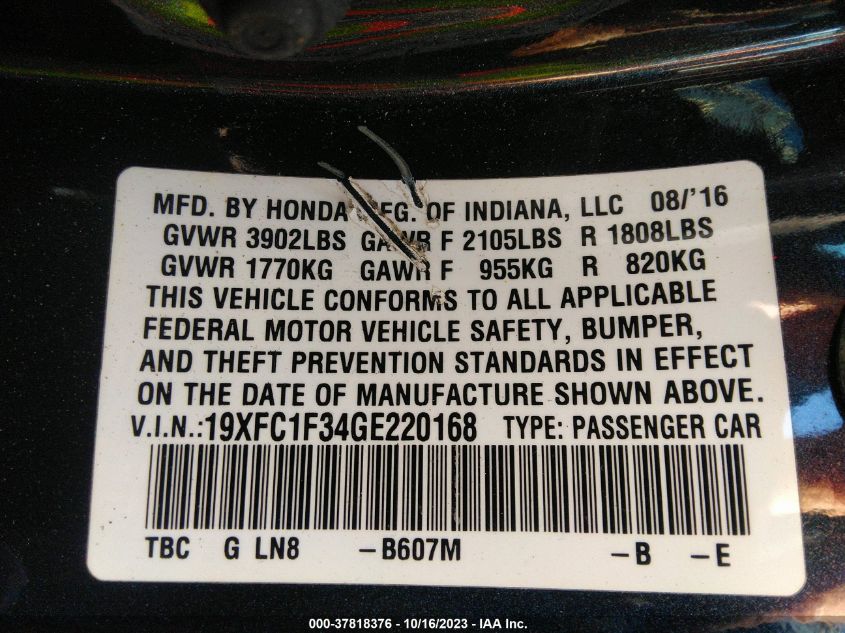 MFD. BY HONDA MFG. OF INDIANA, LLC 08/'16
GVWR 3902LBS GAWR F 2105LBS R 1808LBS
GVWR 1770KG GAWR F 955KG R 820KG
THIS VEHICLE CONFORMS TO ALL APPLICABLE
FEDERAL MOTOR VEHICLE SAFETY, BUMPER,
AND THEFT PREVENTION STANDARDS IN EFFECT
ON THE DATE OF MANUFACTURE SHOWN ABOVE.
V.I.N.:19XFC1F34GE220168 TYPE: PASSENGER CAR
TBC G LN8 -B607M -B -E
000-37818376 - 10/16/2023 - IAA Inc.